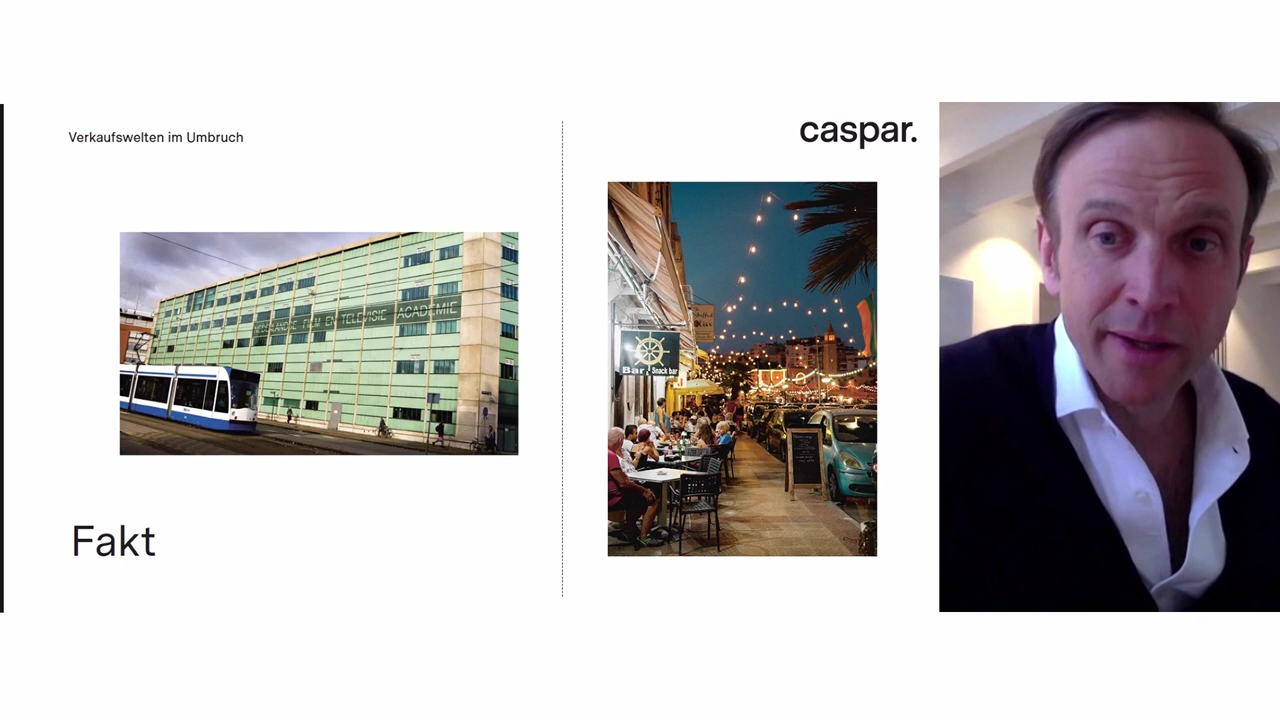 Verkaufswelten im Umbruch
caspar.
NEDERLANDSE FILM EN TELEVISIE ACADEMIE
Bar, Snack bar
Fakt